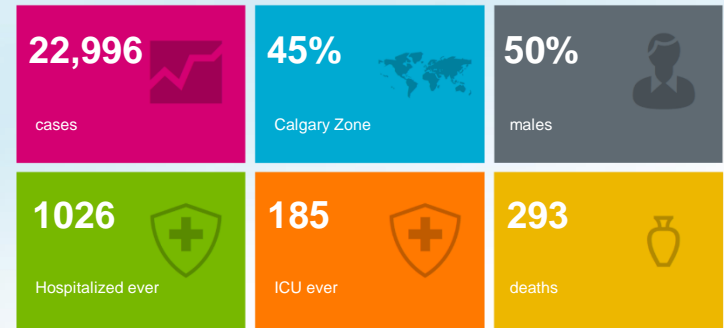 22,996
cases
45%
Calgary Zone
50%
males
1026
Hospitalized ever
185
ICU ever
293
deaths